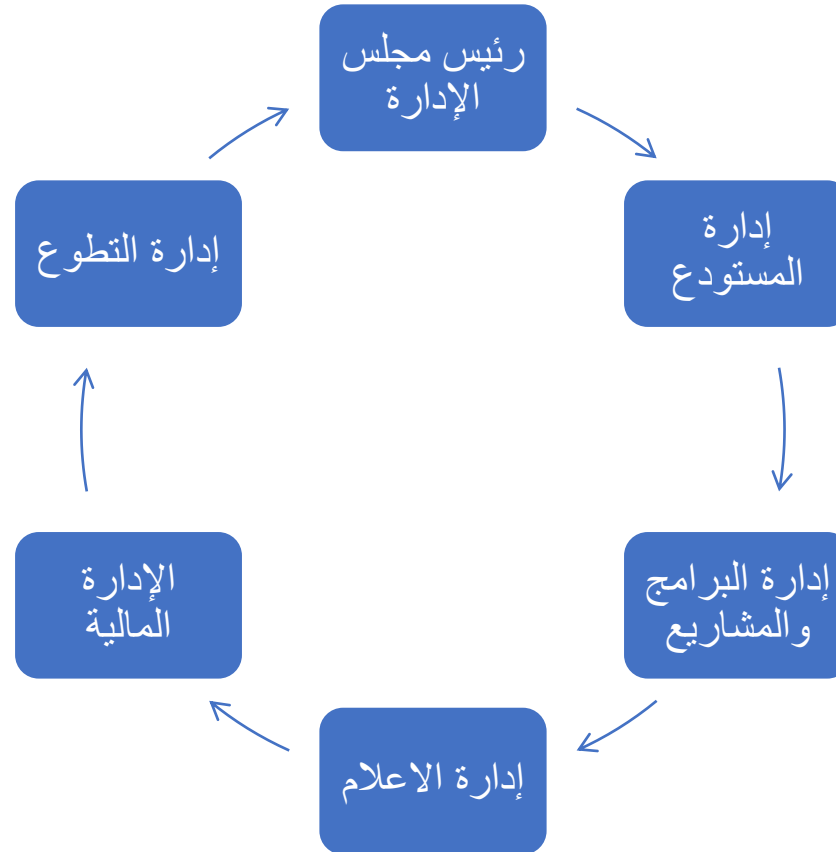 رئيس مجلس
الإدارة
إدارة
المستودع
إدارة البرامج
والمشاريع
إدارة الاعلام
الإدارة
المالية
إدارة التطوع